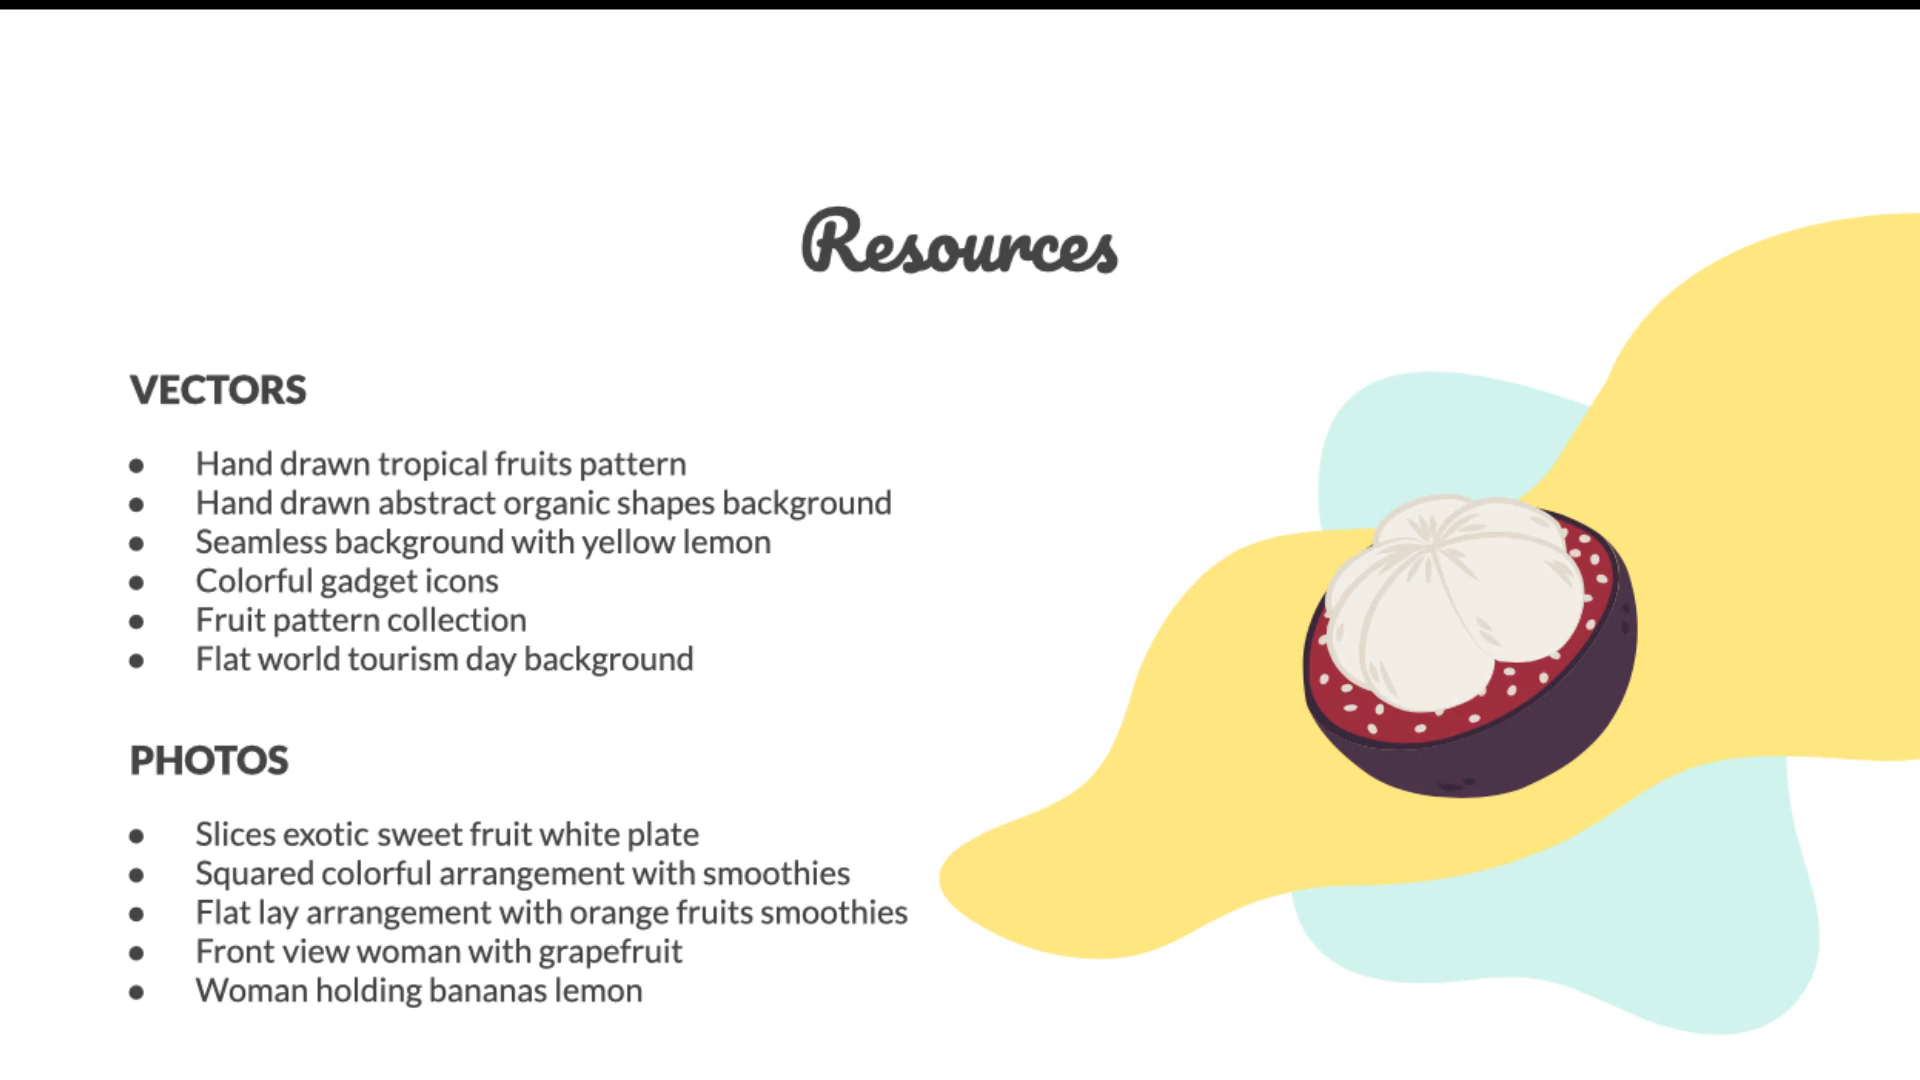 Resources
VECTORS
● Hand drawn tropical fruits pattern
● Hand drawn abstract organic shapes background
● Seamless background with yellow lemon
● Colorful gadget icons
● Fruit pattern collection
● Flat world tourism day background
PHOTOS
● Slices exotic sweet fruit white plate
● Squared colorful arrangement with smoothies
● Flat lay arrangement with orange fruits smoothies
● Front view woman with grapefruit
● Woman holding bananas lemon